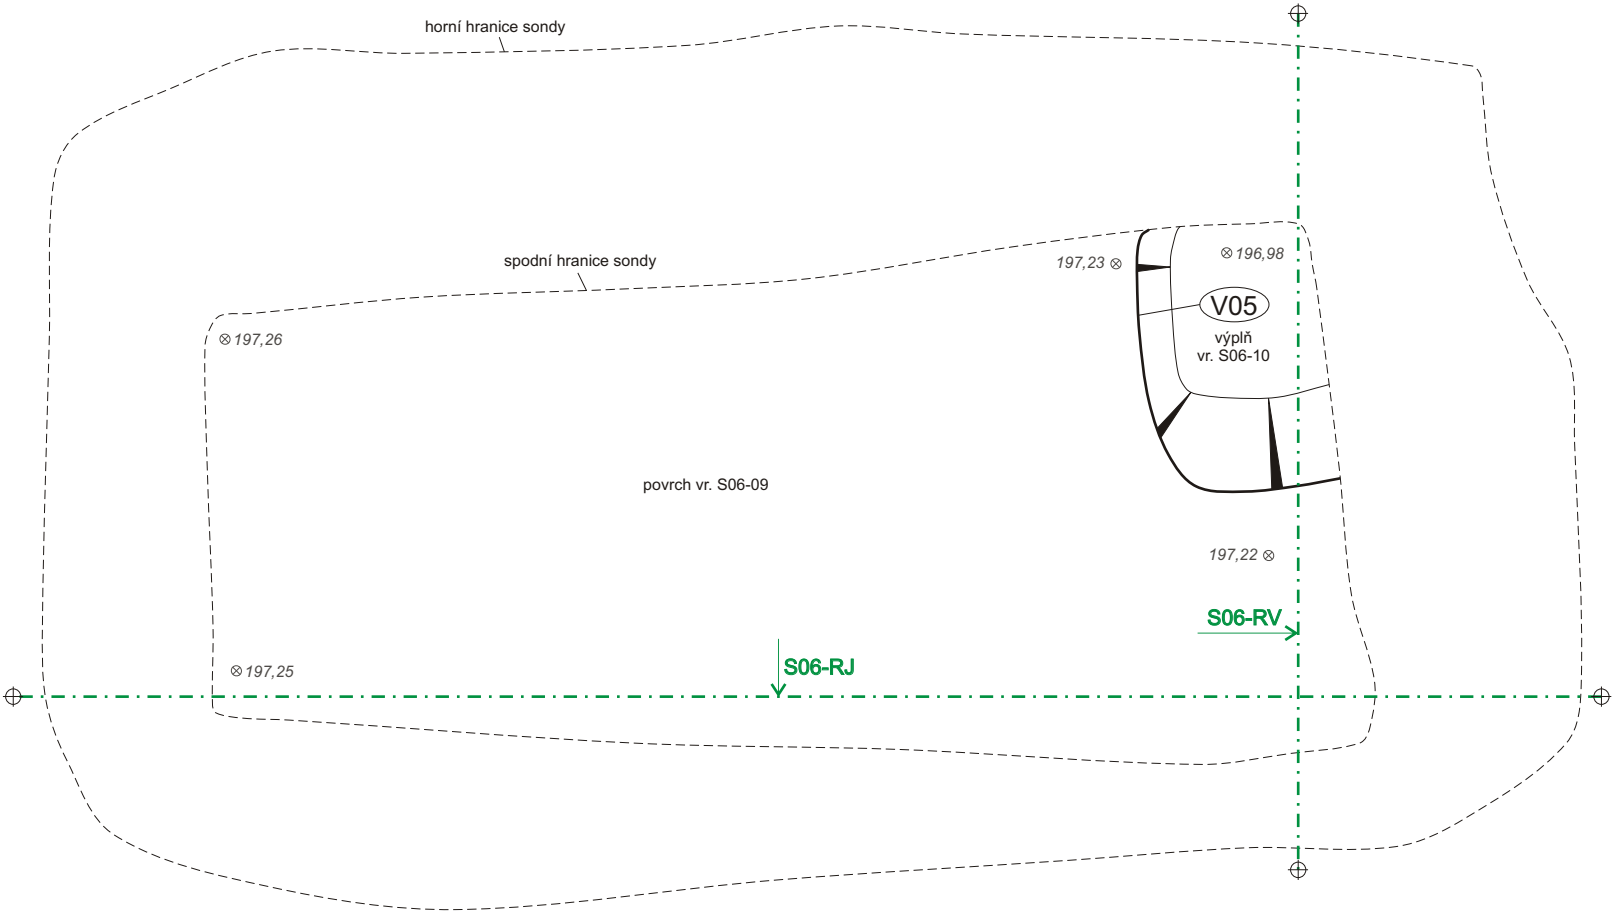 horní hranice sondy
spodní hranice sondy
197,23
196,98
V05
výplň
vr. S06-10
197,26
povrch vr. S06-09
197,22
S06-RV
S06-RJ
197,25